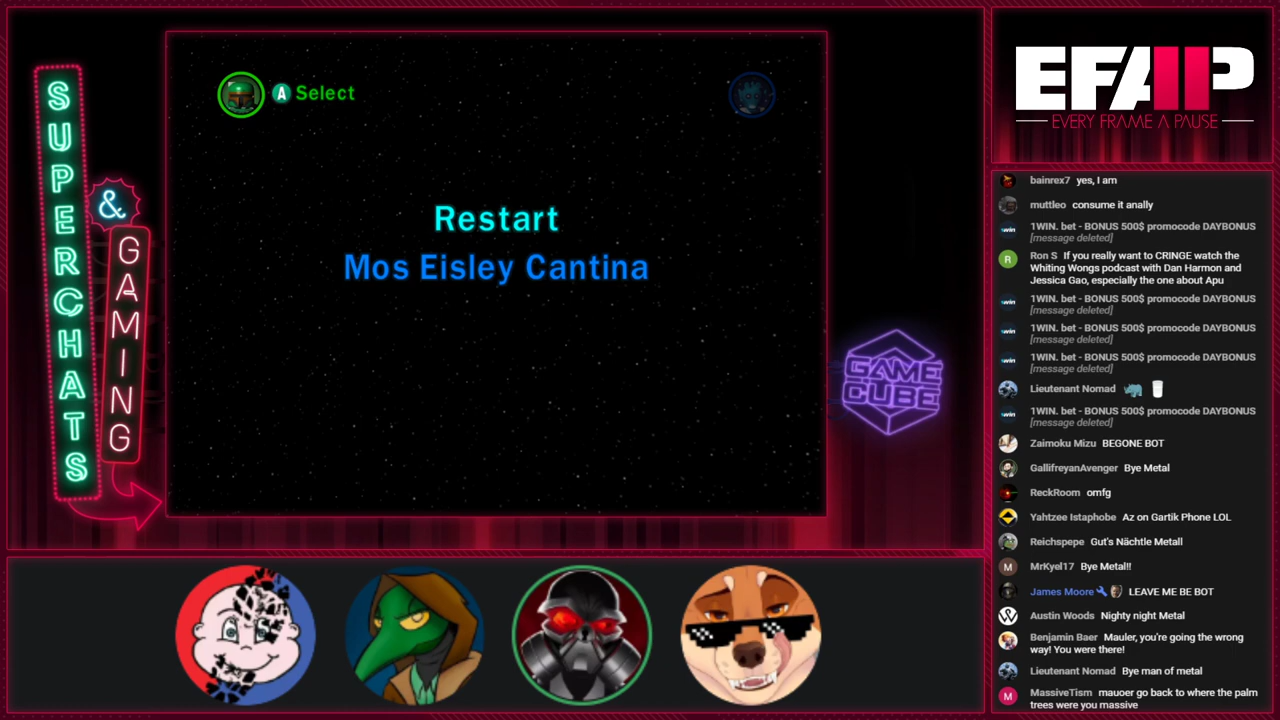 SUPERCHATS
&
GAMING
A Select
Restart
Mos Eisley Cantina
GAME
CUBE
EFAP
EVERY FRAME A PAUSE
bainrex7 yes, I am
muttleo consume it anally
1WIN. bet - BONUS 500$ promocode DAYBONUS
[message deleted]
Ron S If you really want to CRINGE watch the
Whiting Wongs podcast with Dan Harmon and
Jessica Gao, especially the one about Apu
1WIN. bet - BONUS 500$ promocode DAYBONUS
[message deleted]
1WIN. bet - BONUS 500$ promocode DAYBONUS
[message deleted]
1WIN. bet - BONUS 500$ promocode DAYBONUS
[message deleted]
Lieutenant Nomad
1WIN. bet - BONUS 500$ promocode DAYBONUS
[message deleted]
Zaimoku Mizu BEGONE BOT
GallifreyanAvenger Bye Metal
ReckRoom omfg
Yahtzee Istaphobe Az on Gartik Phone LOL
Reichspepe Gut's Nächtle Metall
MrKyel17 Bye Metal!!
James Moore LEAVE ME BE BOT
Austin Woods Nighty night Metal
Benjamin Baer Mauler, you're going the wrong
way! You were there!
Lieutenant Nomad Bye man of metal
MassiveTism mauoer go back to where the palm
trees were you massive